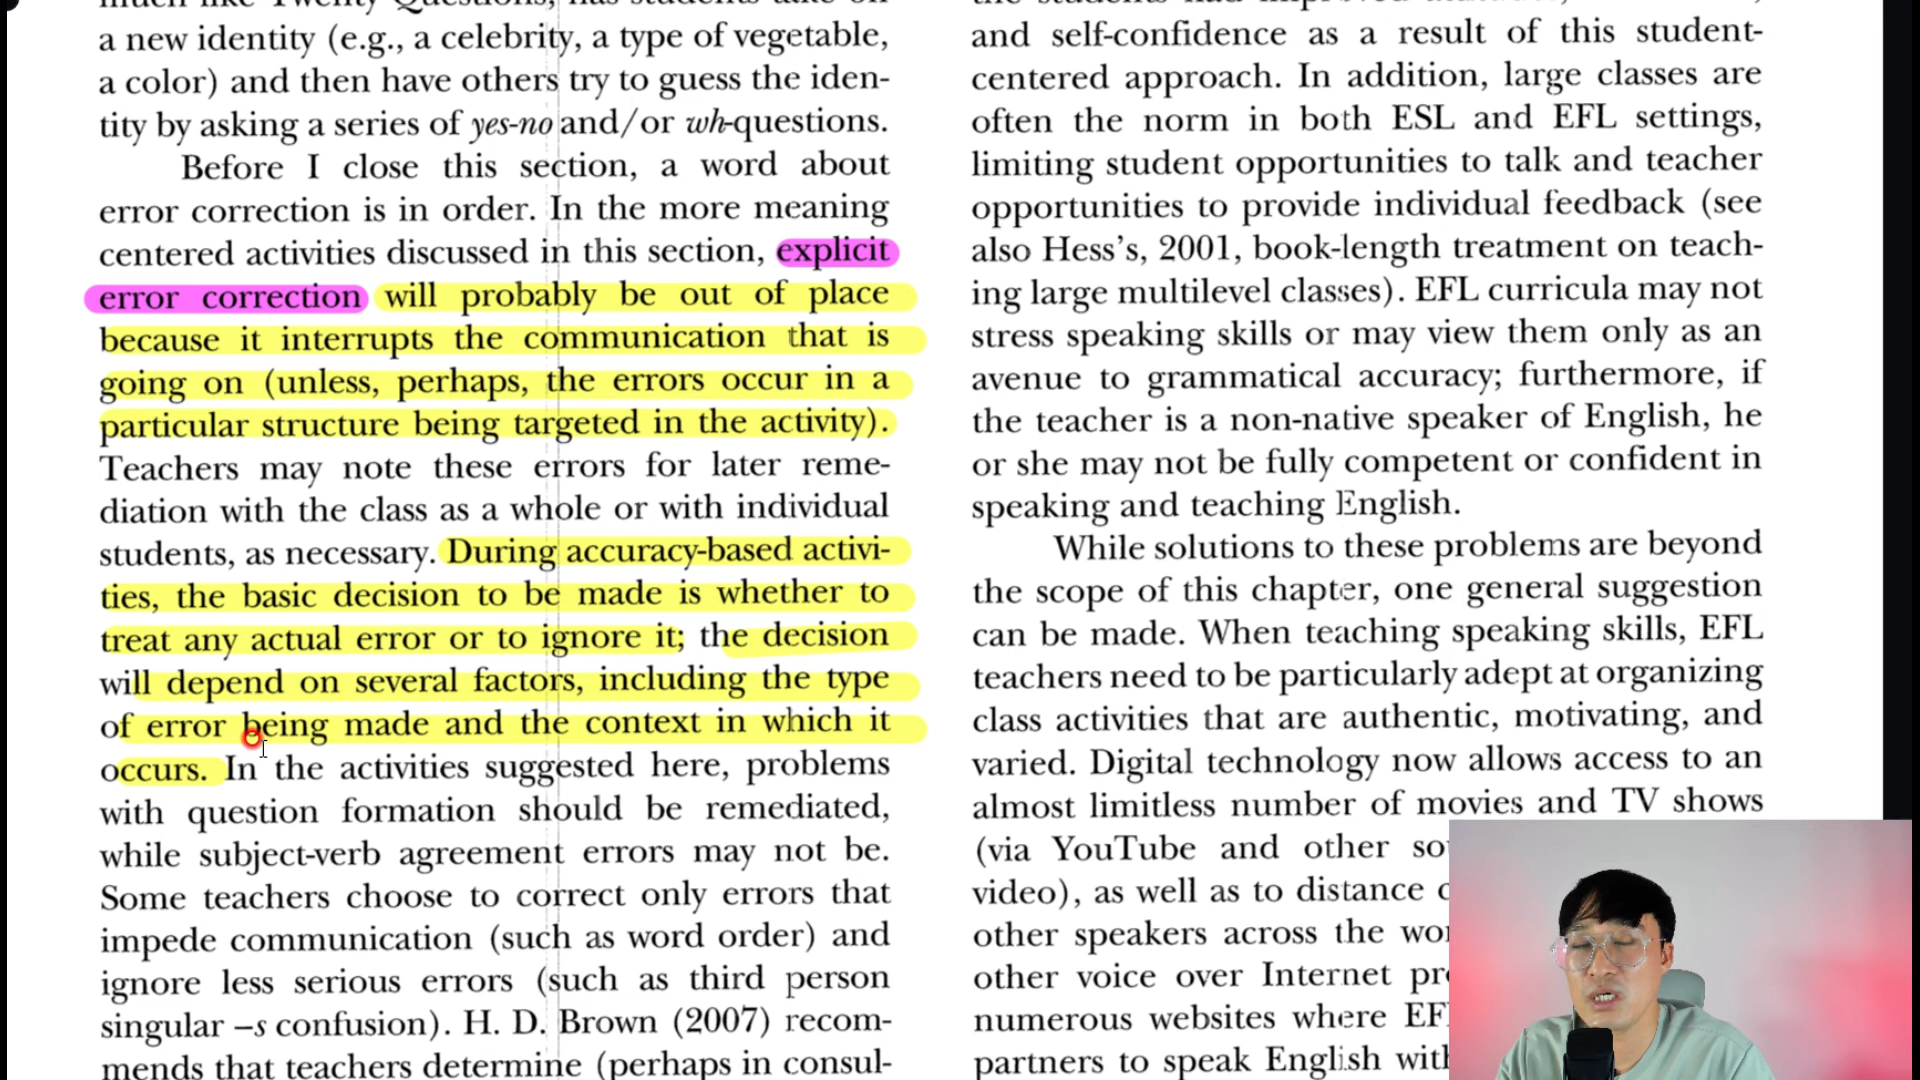 a new identity (e.g., a celebrity, a type of vegetable,
a color) and then have others try to guess the iden-
tity by asking a series of yes-no and/or wh-questions.
Before I close this section, a word about
error correction is in order. In the more meaning
centered activities discussed in this section, explicit
error correction will probably be out of place
because it interrupts the communication that is
going on (unless, perhaps, the errors occur in a
particular structure being targeted in the activity).
Teachers may note these errors for later reme-
diation with the class as a whole or with individual
students, as necessary. During accuracy-based activi-
ties, the basic decision to be made is whether to
treat any actual error or to ignore it; the decision
will depend on several factors, including the type
of error being made and the context in which it
occurs. In the activities suggested here, problems
with question formation should be remediated,
while subject-verb agreement errors may not be.
Some teachers choose to correct only errors that
impede communication (such as word order) and
ignore less serious errors (such as third person
singular –s confusion). H. D. Brown (2007) recom-
mends that teachers determine (perhaps in consul-
and self-confidence as a result of this student-
centered approach. In addition, large classes are
often the norm in both ESL and EFL settings,
limiting student opportunities to talk and teacher
opportunities to provide individual feedback (see
also Hess's, 2001, book-length treatment on teach-
ing large multilevel classes). EFL curricula may not
stress speaking skills or may view them only as an
avenue to grammatical accuracy; furthermore, if
the teacher is a non-native speaker of English, he
or she may not be fully competent or confident in
speaking and teaching English.
While solutions to these problems are beyond
the scope of this chapter, one general suggestion
can be made. When teaching speaking skills, EFL
teachers need to be particularly adept at organizing
class activities that are authentic, motivating, and
varied. Digital technology now allows access to an
almost limitless number of movies and TV shows
(via YouTube and other
video), as well as to distance
other speakers across the
other voice over Internet
numerous websites where
partners to speak English